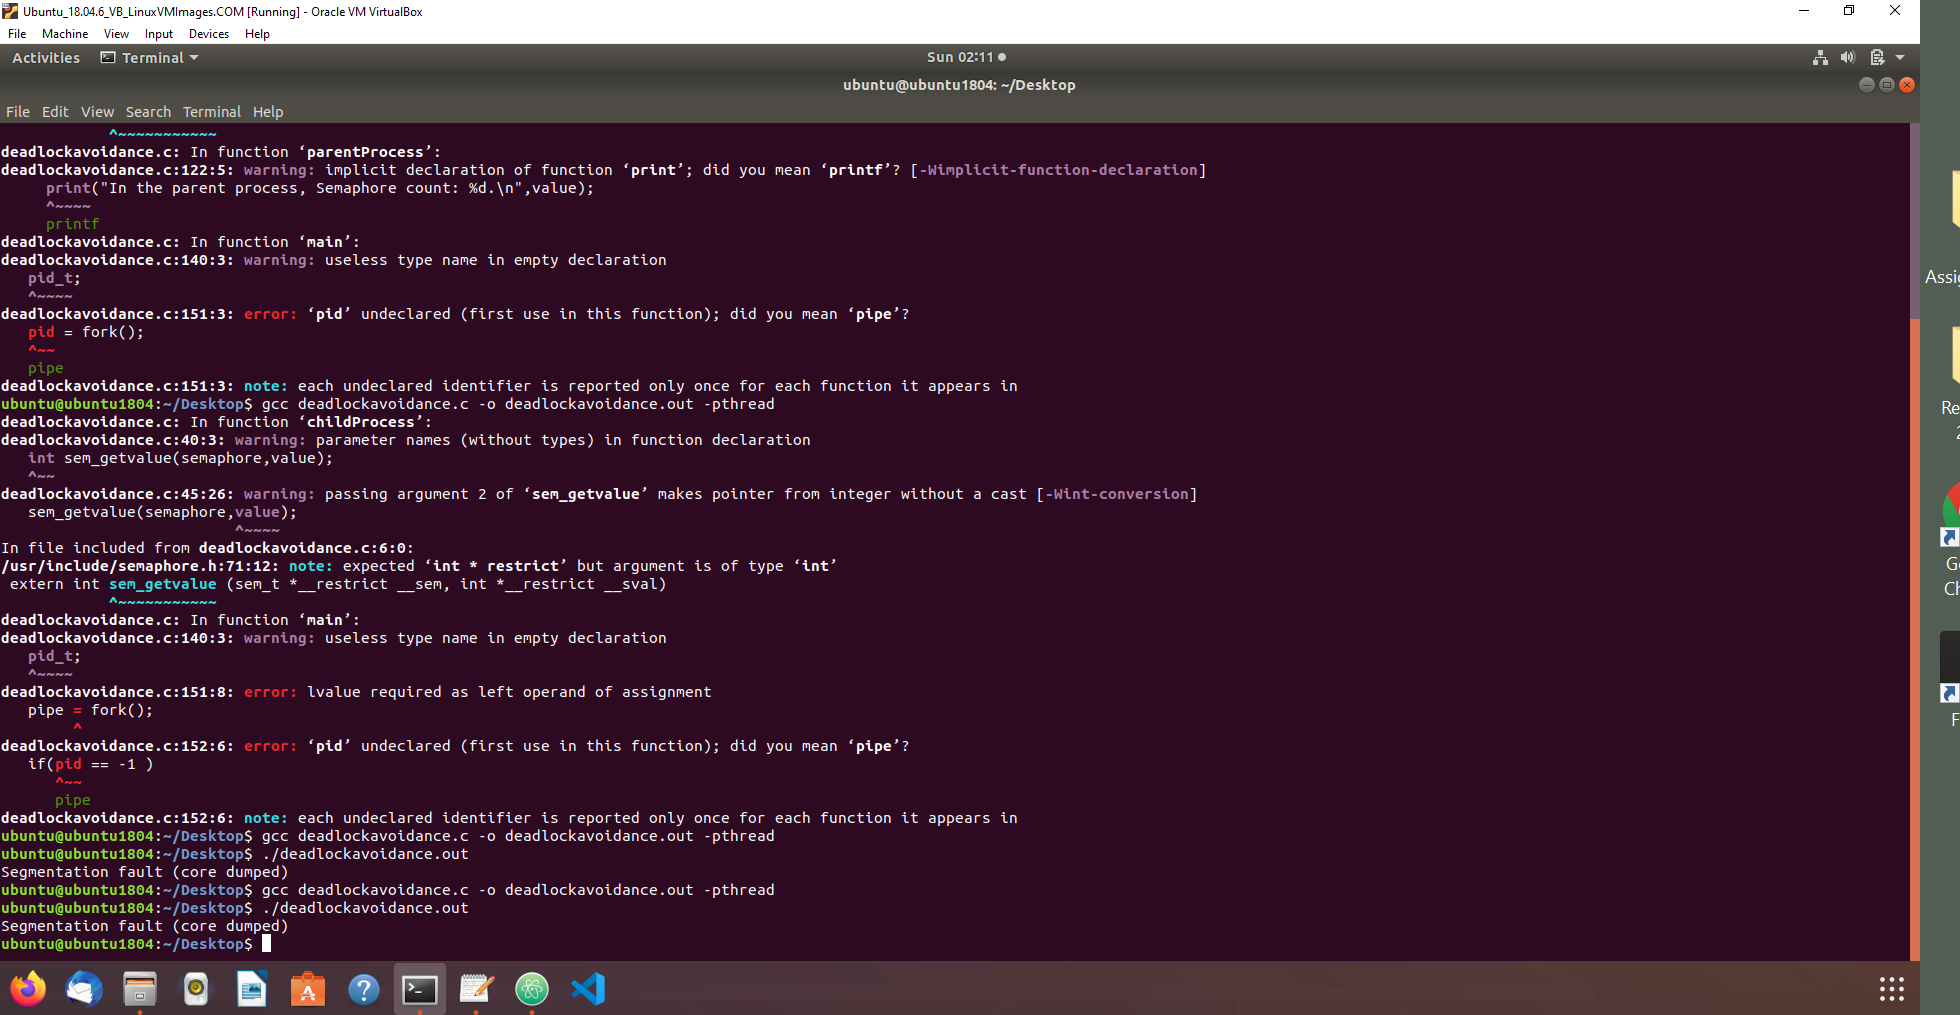 Ubuntu_18.04.6_VB_LinuxVMImages.COM [Running] - Oracle VM VirtualBox
File Machine View Input Devices Help
Activities Terminal Sun 02:11
ubuntu@ubuntu1804: ~/Desktop
File Edit View Search Terminal Help
^~~~~~~~~~~~
deadlockavoidance.c: In function ‘parentProcess’:
deadlockavoidance.c:122:5: warning: implicit declaration of function ‘print’; did you mean ‘printf’? [-Wimplicit-function-declaration]
print("In the parent process, Semaphore count: %d.\n",value);
^~~~~
printf
deadlockavoidance.c: In function ‘main’:
deadlockavoidance.c:140:3: warning: useless type name in empty declaration
pid_t;
^~~~~
deadlockavoidance.c:151:3: error: ‘pid’ undeclared (first use in this function); did you mean ‘pipe’?
pid = fork();
^~~
pipe
deadlockavoidance.c:151:3: note: each undeclared identifier is reported only once for each function it appears in
ubuntu@ubuntu1804:~/Desktop$ gcc deadlockavoidance.c -o deadlockavoidance.out -pthread
deadlockavoidance.c: In function ‘childProcess’:
deadlockavoidance.c:40:3: warning: parameter names (without types) in function declaration
int sem_getvalue(semaphore,value);
^~~
deadlockavoidance.c:45:26: warning: passing argument 2 of ‘sem_getvalue’ makes pointer from integer without a cast [-Wint-conversion]
sem_getvalue(semaphore,value);
^~~~~
In file included from deadlockavoidance.c:6:0:
/usr/include/semaphore.h:71:12: note: expected ‘int * restrict’ but argument is of type ‘int’
extern int sem_getvalue (sem_t *__restrict __sem, int *__restrict __sval)
^~~~~~~~~~~~
deadlockavoidance.c: In function ‘main’:
deadlockavoidance.c:140:3: warning: useless type name in empty declaration
pid_t;
^~~~~
deadlockavoidance.c:151:8: error: lvalue required as left operand of assignment
pipe = fork();
^
deadlockavoidance.c:152:6: error: ‘pid’ undeclared (first use in this function); did you mean ‘pipe’?
if(pid == -1 )
^~~
pipe
deadlockavoidance.c:152:6: note: each undeclared identifier is reported only once for each function it appears in
ubuntu@ubuntu1804:~/Desktop$ gcc deadlockavoidance.c -o deadlockavoidance.out -pthread
ubuntu@ubuntu1804:~/Desktop$ ./deadlockavoidance.out
Segmentation fault (core dumped)
ubuntu@ubuntu1804:~/Desktop$ gcc deadlockavoidance.c -o deadlockavoidance.out -pthread
ubuntu@ubuntu1804:~/Desktop$ ./deadlockavoidance.out
Segmentation fault (core dumped)
ubuntu@ubuntu1804:~/Desktop$